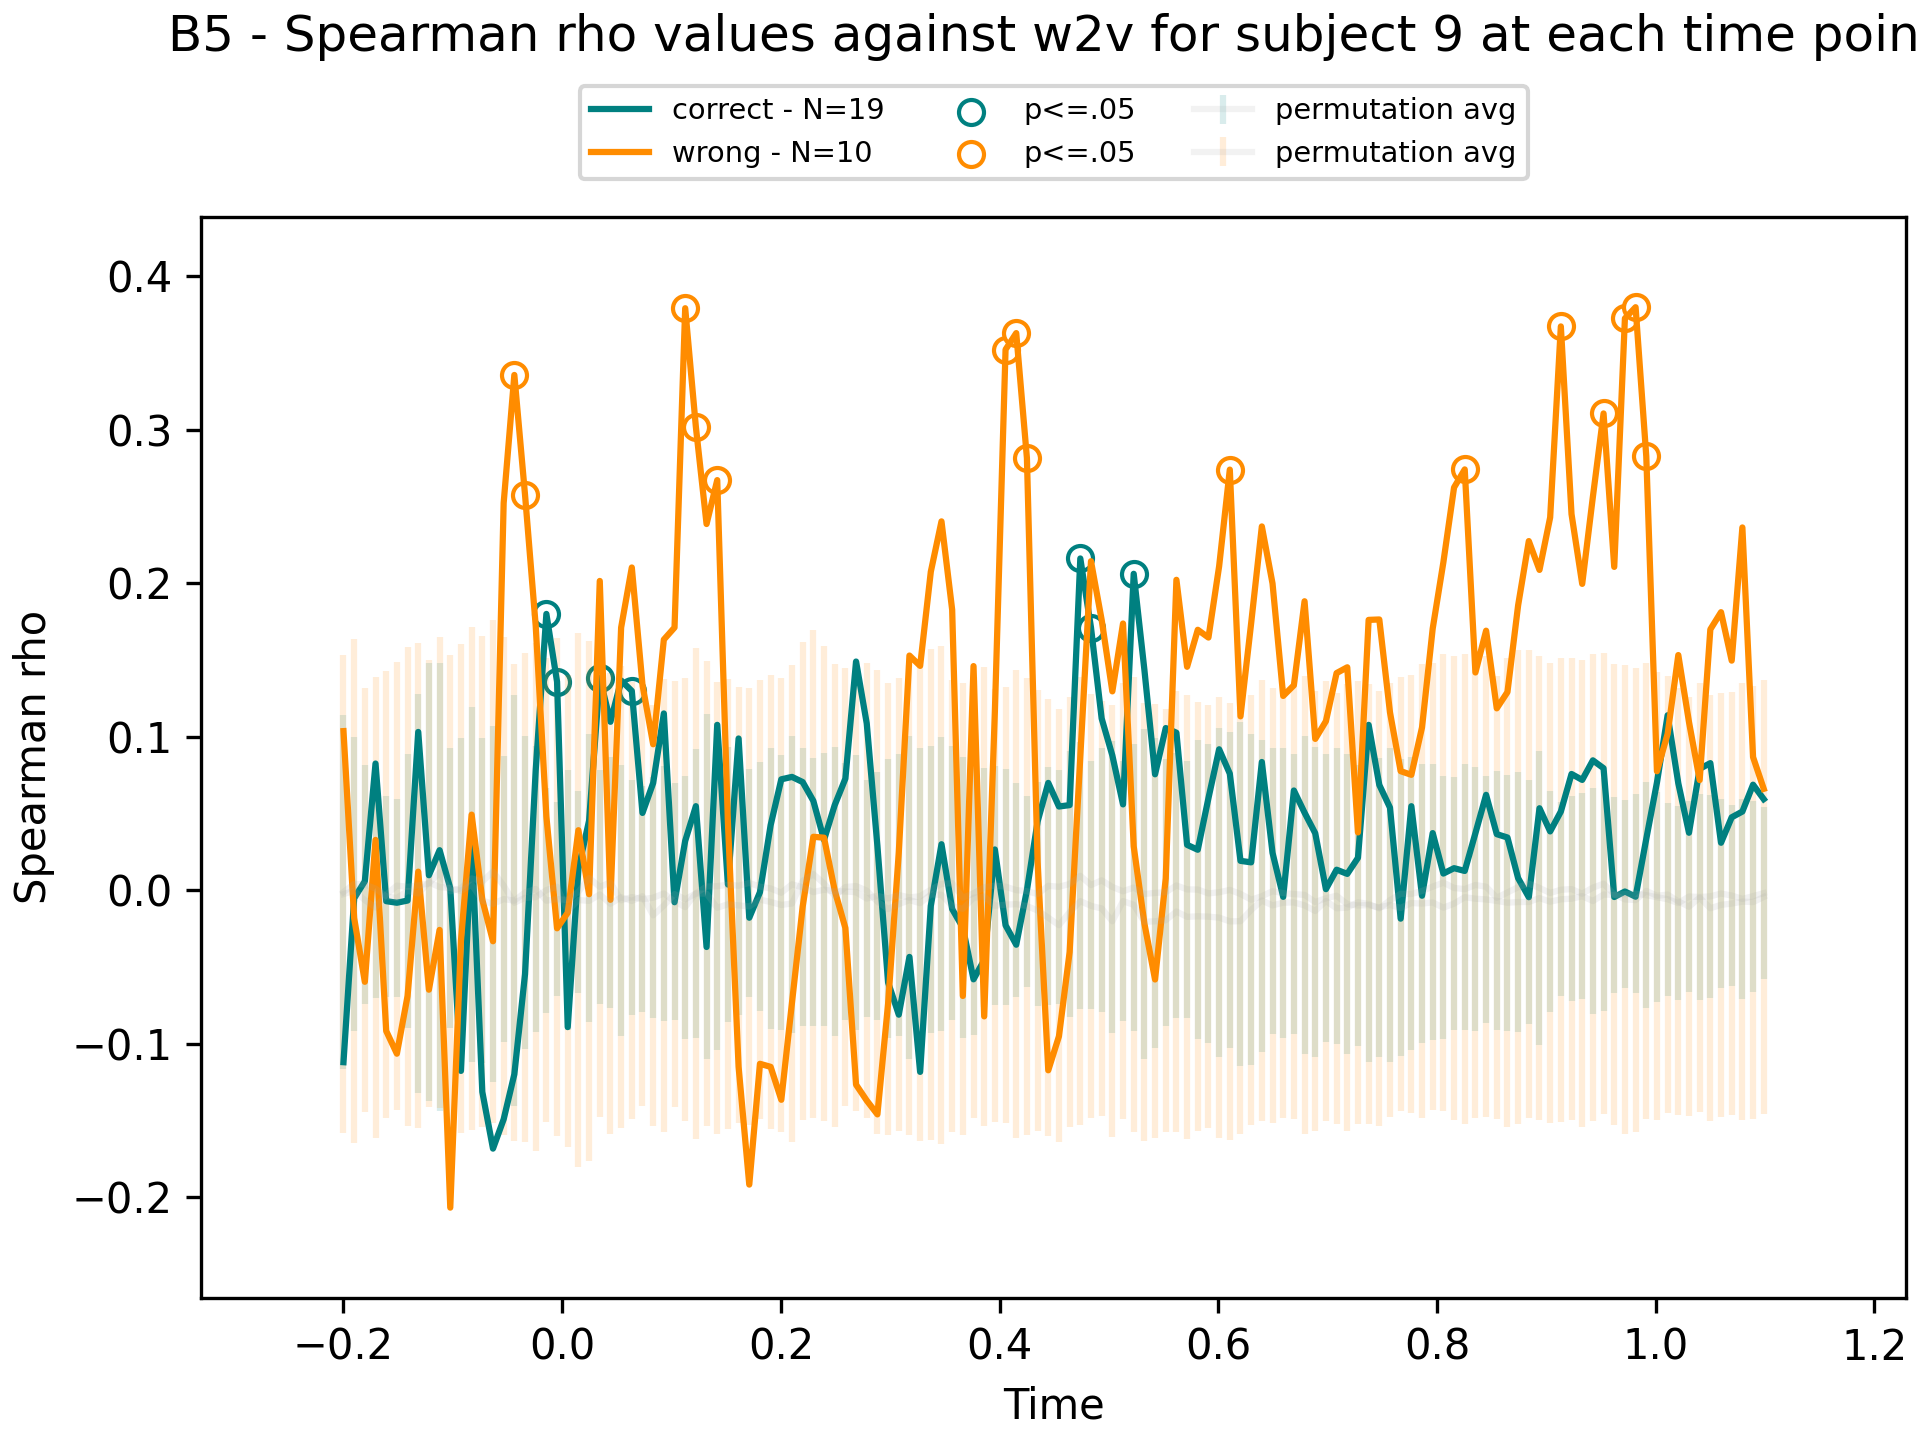 B5 - Spearman rho values against w2v for subject 9 at each time poin
correct - N=19 p<=.05 permutation avg
wrong - N=10 p<=.05 permutation avg
0.4
0.3
0.2
0.1
0.0
−0.1
−0.2
Spearman rho
−0.2 0.0 0.2 0.4 0.6 0.8 1.0 1.2
Time